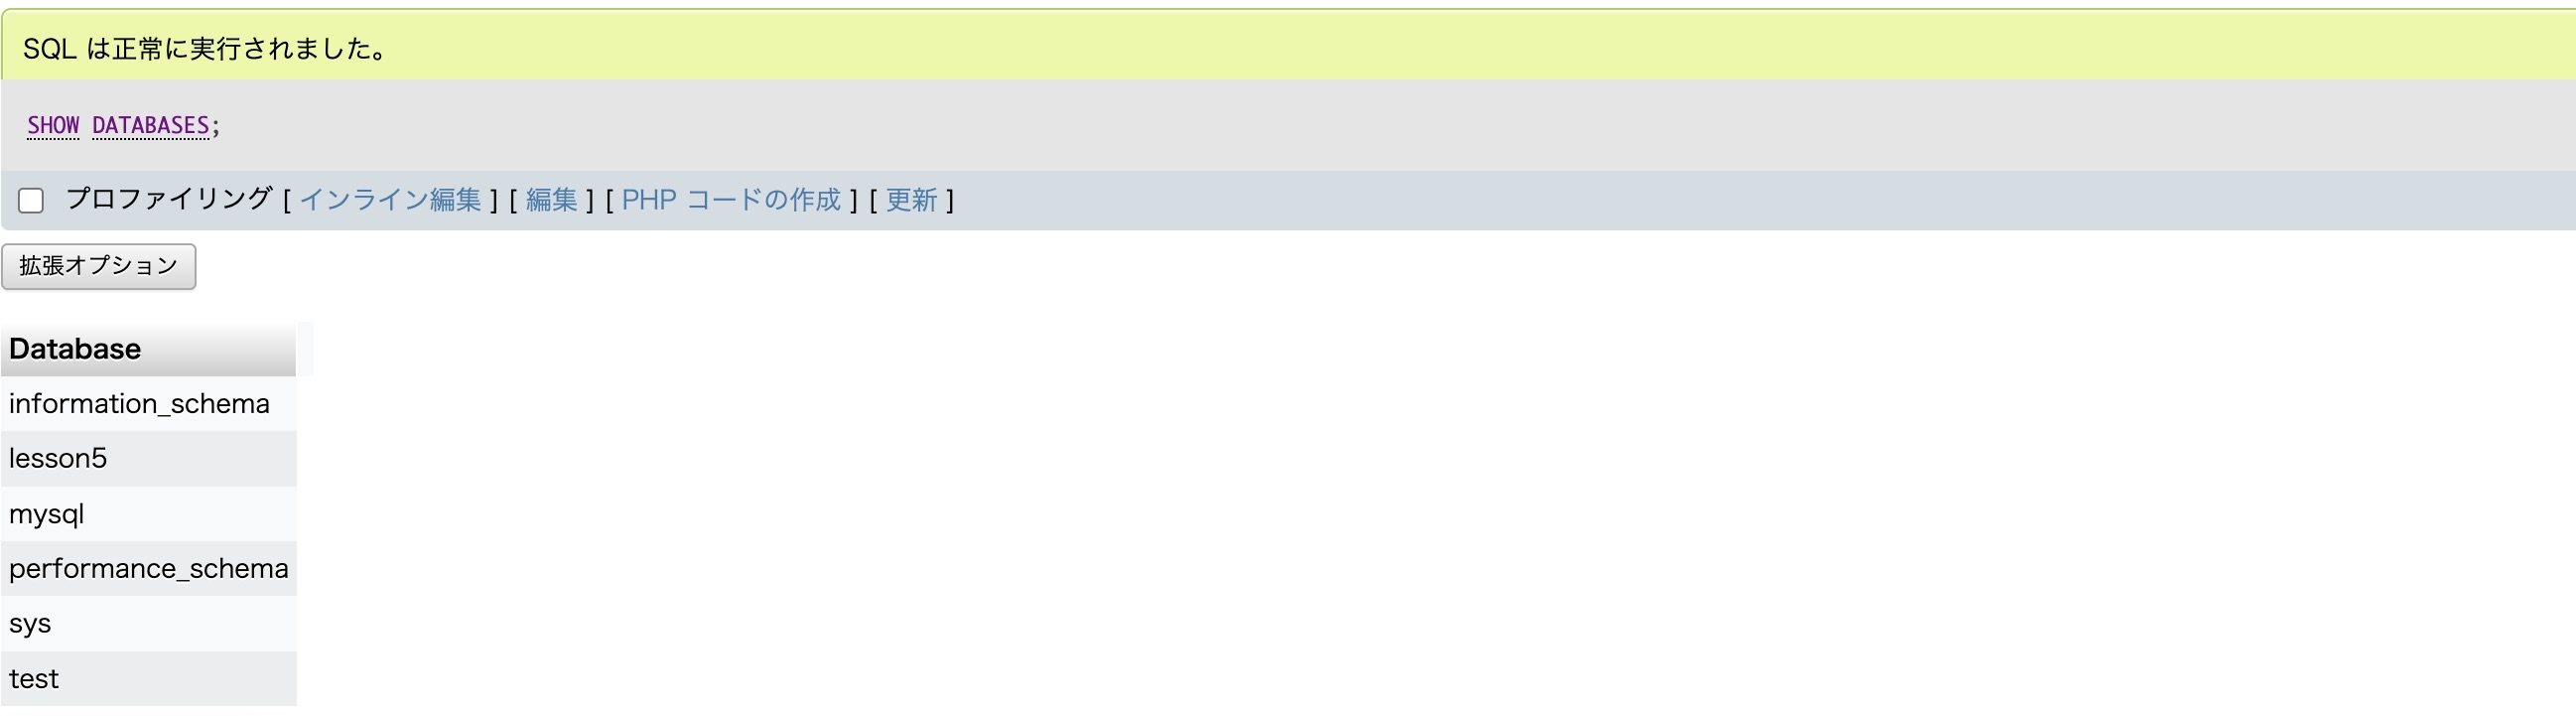 SQL は正常に実行されました。
SHOW DATABASES;
プロファイリング [ インライン編集 ] [ 編集 ] [ PHP コードの作成 ] [ 更新 ]
拡張オプション
Database
information_schema
lesson5
mysql
performance_schema
sys
test